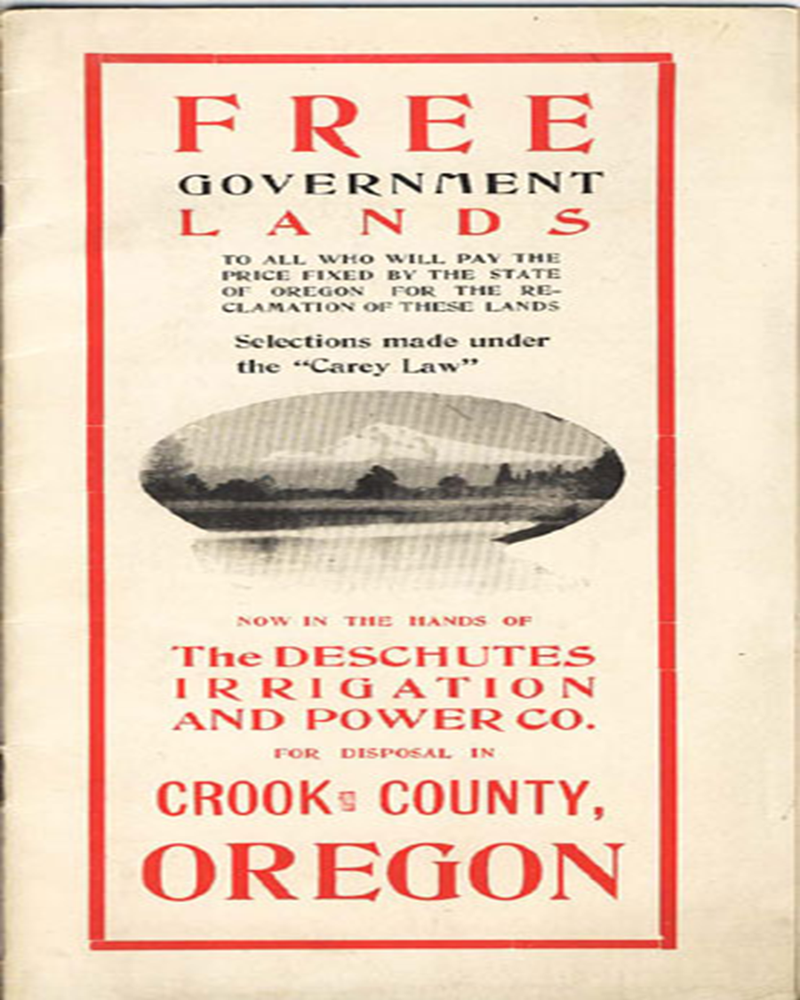 FREE
GOVERNMENT
LANDS
TO ALL WHO WILL PAY THE
PRICE FIXED BY THE STATE
OF OREGON FOR THE RE-
CLAMATION OF THESE LANDS
Selections made under
the “Carey Law”
NOW IN THE HANDS OF
The DESCHUTES
IRRIGATION
AND POWER CO.
FOR DISPOSAL IN
CROOK COUNTY,
OREGON